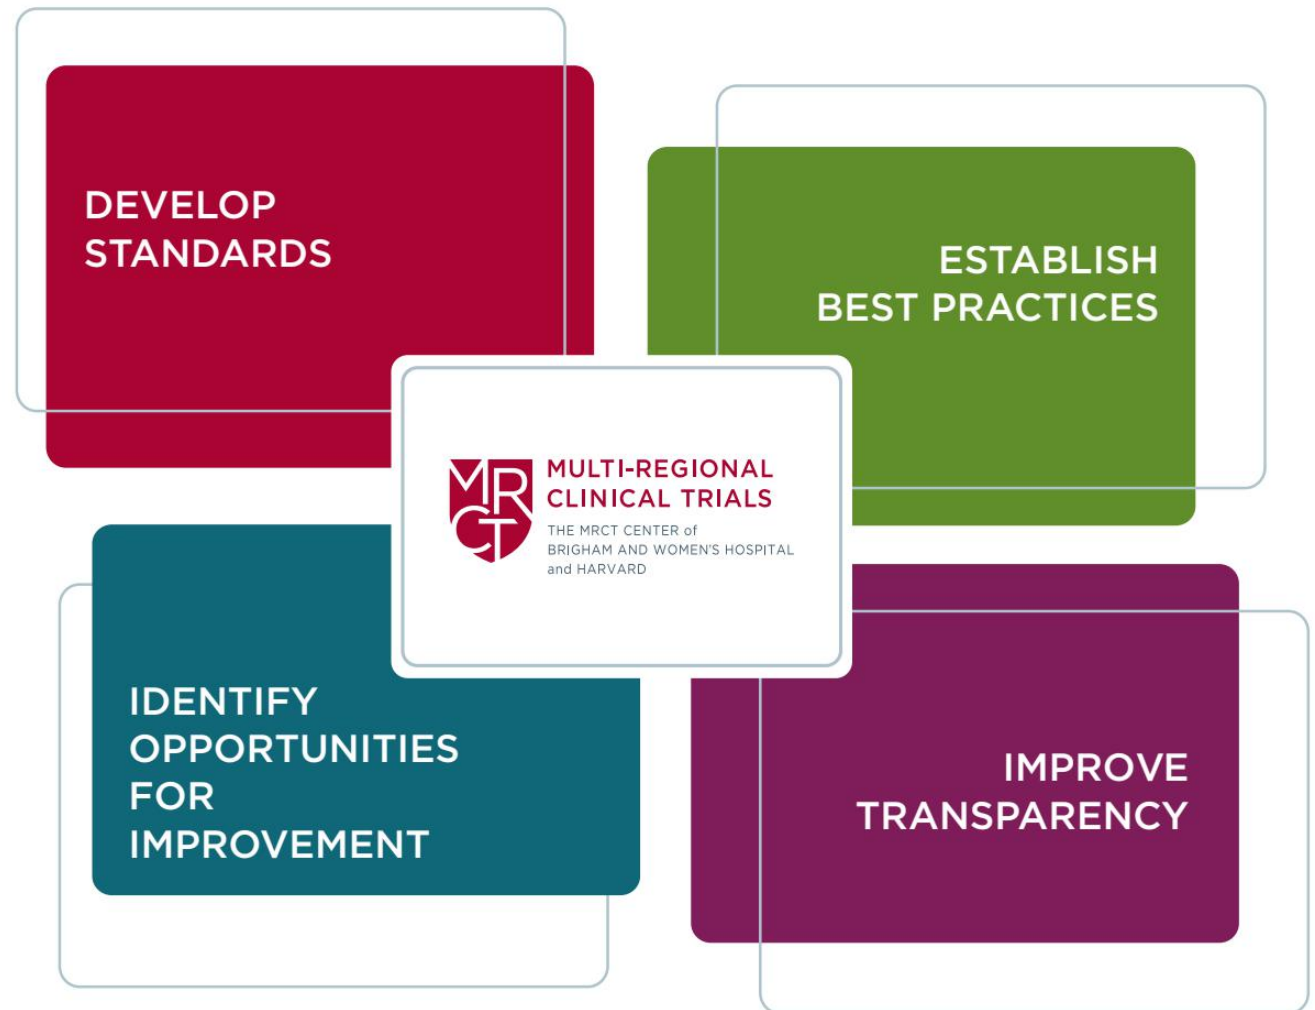 DEVELOP
STANDARDS
ESTABLISH
BEST PRACTICES
MRCT
MULTI-REGIONAL
CLINICAL TRIALS
THE MRCT CENTER of
BRIGHAM AND WOMEN'S HOSPITAL
and HARVARD
IDENTIFY
OPPORTUNITIES
FOR
IMPROVEMENT
IMPROVE
TRANSPARENCY